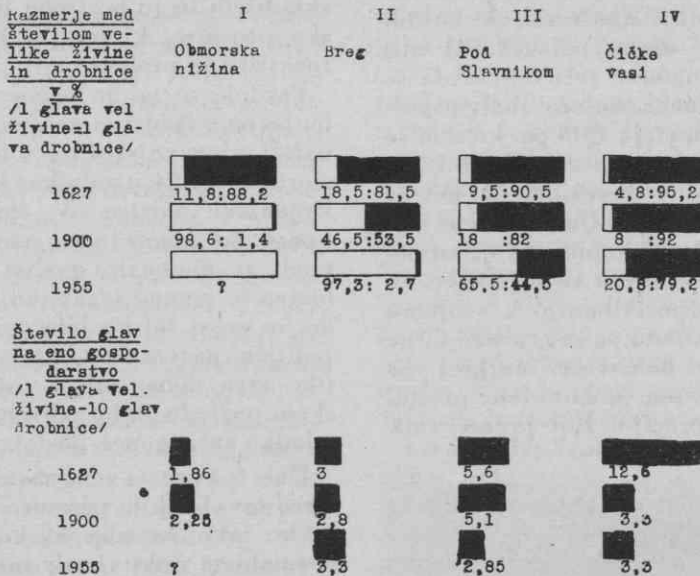 Razmerje med I II III IV
številom ve-
like živine Obmorska Breg Pod Čiške
in drobnice nižina Slavnikom vasi
v %
/1 glava vel
živine=1 gla-
va drobnice/
1627 11,8:88,2 18,5:81,5 9,5:90,5 4,8:95,2
1900 98,6: 1,4 46,5:53,5 18 :82 8 :92
1955 ? 97,3: 2,7 65,5:44,5 20,8:79,2
Število glav
na eno gospo-
darstvo
/1 glava vel.
živine-10 glav
drobnice/
1627 1,86 3 5,6 12,6
1900 2,25 2,8 5,1 3,3
1955 ? 3,3 2,85 3,3